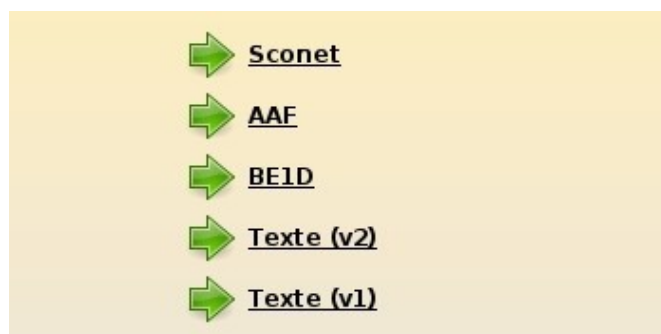 Sconet
AAF
BE1D
Texte (v2)
Texte (v1)